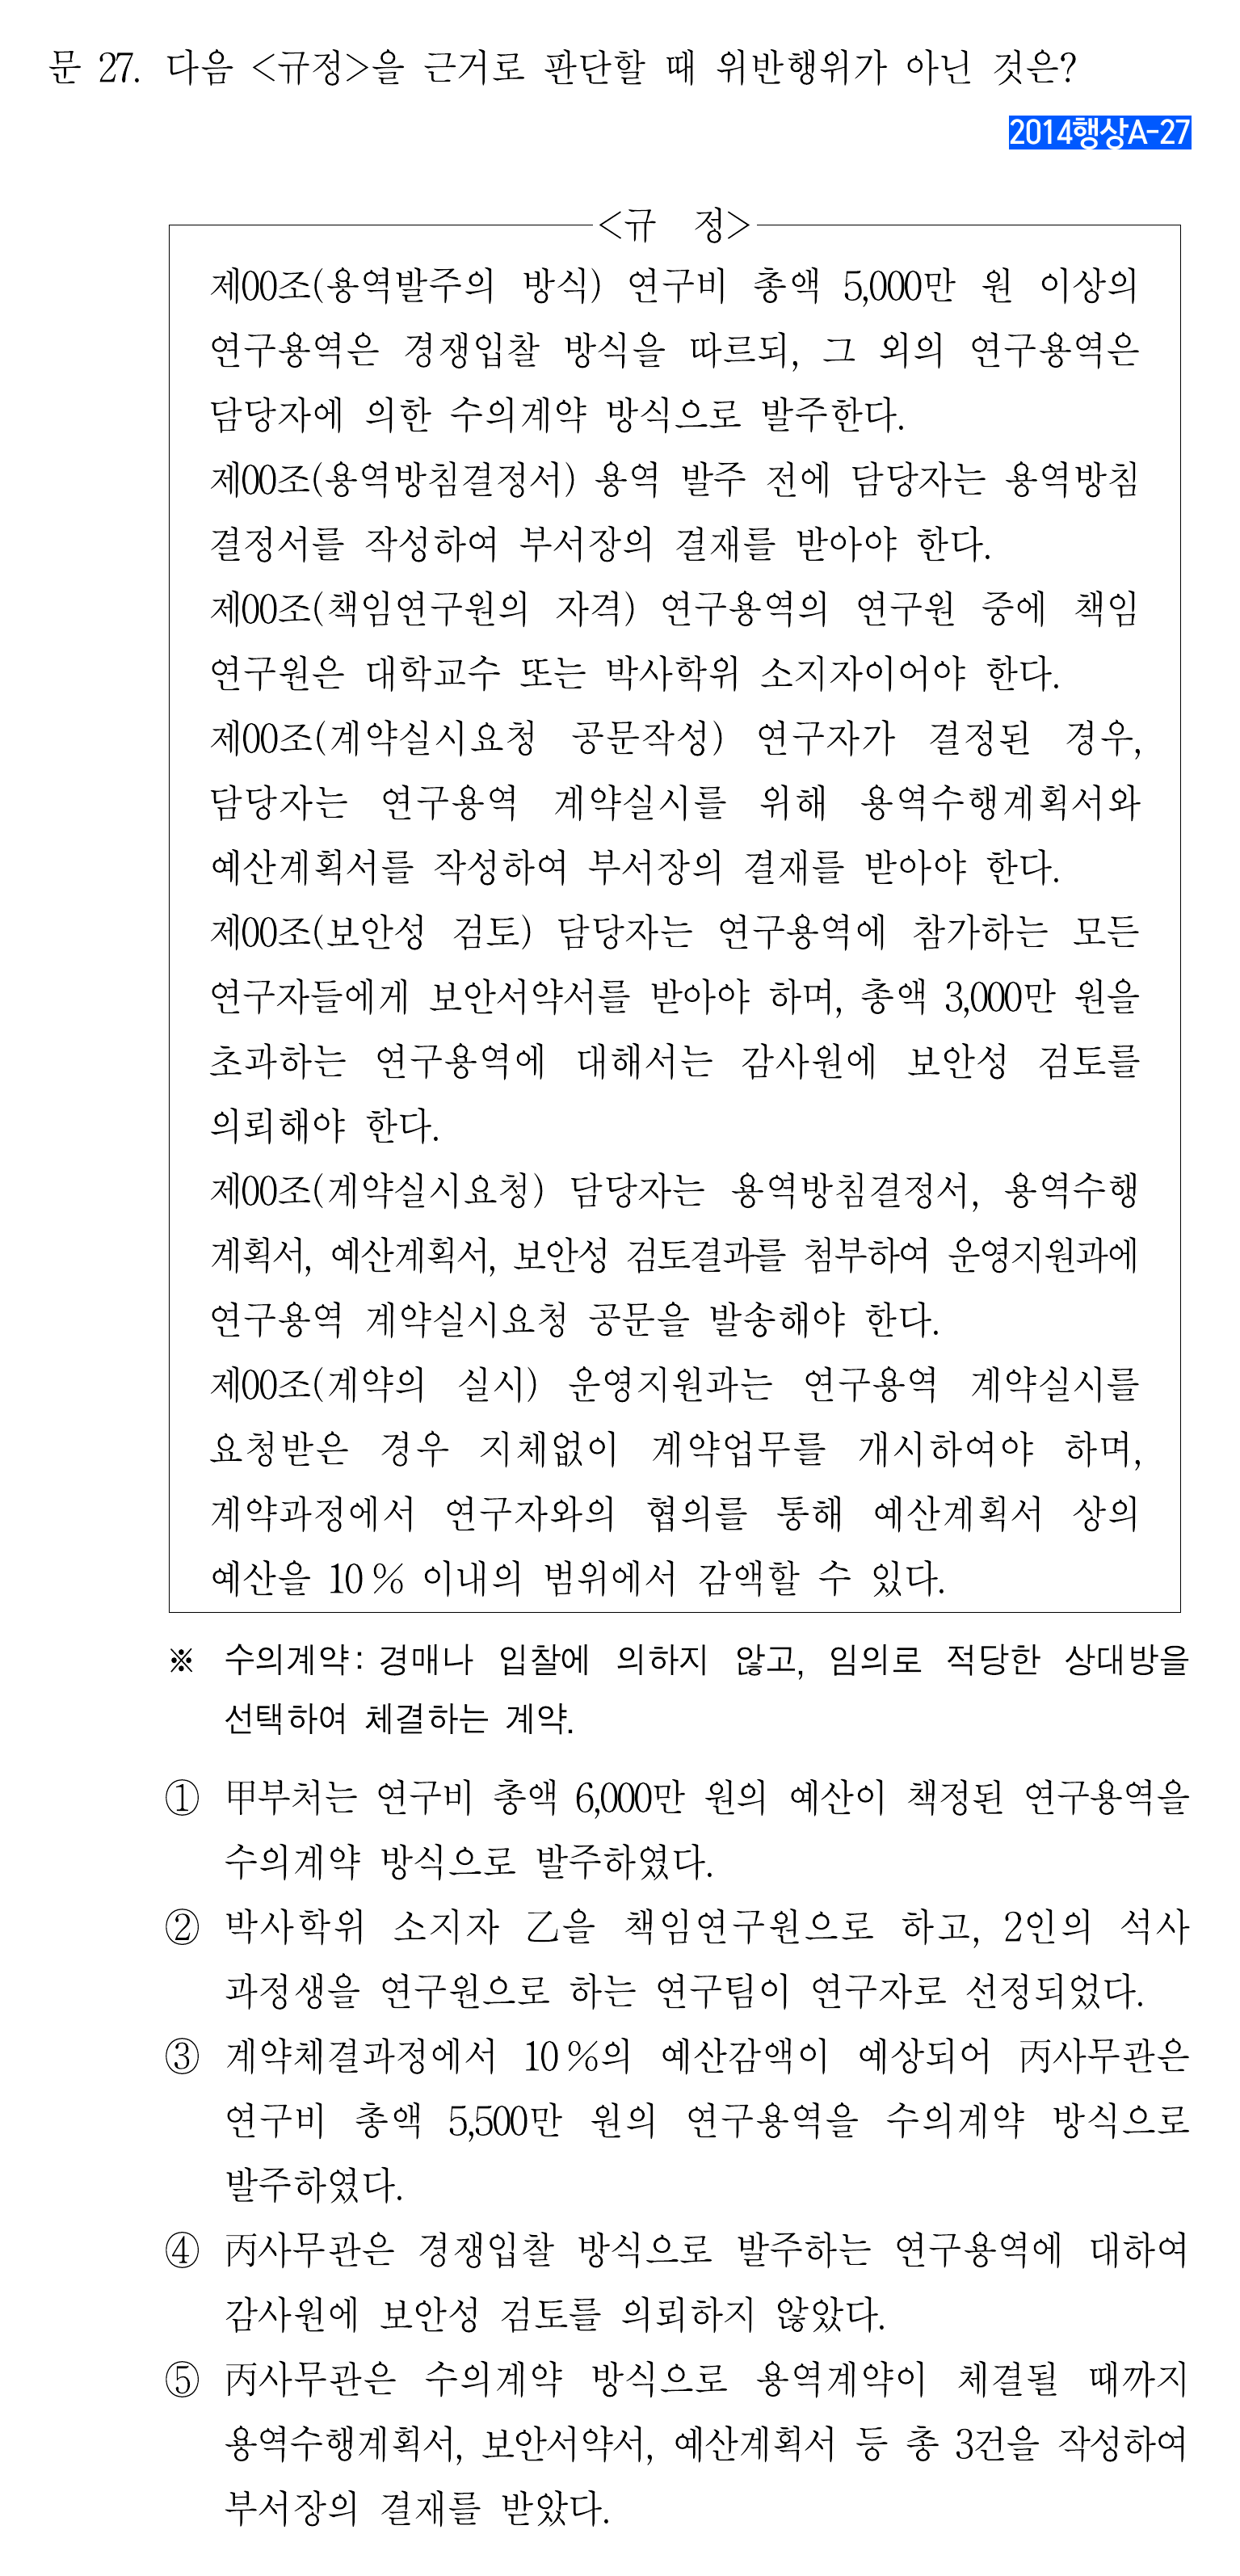 문 27. 다음 <규정>을 근거로 판단할 때 위반행위가 아닌 것은?
2014행상A-27
<규 정>
제00조(용역발주의 방식) 연구비 총액 5,000만 원 이상의
연구용역은 경쟁입찰 방식을 따르되, 그 외의 연구용역은
담당자에 의한 수의계약 방식으로 발주한다.
제00조(용역방침결정서) 용역 발주 전에 담당자는 용역방침
결정서를 작성하여 부서장의 결재를 받아야 한다.
제00조(책임연구원의 자격) 연구용역의 연구원 중에 책임
연구원은 대학교수 또는 박사학위 소지자이어야 한다.
제00조(계약실시요청 공문작성) 연구자가 결정된 경우,
담당자는 연구용역 계약실시를 위해 용역수행계획서와
예산계획서를 작성하여 부서장의 결재를 받아야 한다.
제00조(보안성 검토) 담당자는 연구용역에 참가하는 모든
연구자들에게 보안서약서를 받아야 하며, 총액 3,000만 원을
초과하는 연구용역에 대해서는 감사원에 보안성 검토를
의뢰해야 한다.
제00조(계약실시요청) 담당자는 용역방침결정서, 용역수행
계획서, 예산계획서, 보안성 검토결과를 첨부하여 운영지원과에
연구용역 계약실시요청 공문을 발송해야 한다.
제00조(계약의 실시) 운영지원과는 연구용역 계약실시를
요청받은 경우 지체없이 계약업무를 개시하여야 하며,
계약과정에서 연구자와의 협의를 통해 예산계획서 상의
예산을 10% 이내의 범위에서 감액할 수 있다.
※ 수의계약: 경매나 입찰에 의하지 않고, 임의로 적당한 상대방을
선택하여 체결하는 계약.
① 甲부처는 연구비 총액 6,000만 원의 예산이 책정된 연구용역을
수의계약 방식으로 발주하였다.
② 박사학위 소지자 乙을 책임연구원으로 하고, 2인의 석사
과정생을 연구원으로 하는 연구팀이 연구자로 선정되었다.
③ 계약체결과정에서 10%의 예산감액이 예상되어 丙사무관은
연구비 총액 5,500만 원의 연구용역을 수의계약 방식으로
발주하였다.
④ 丙사무관은 경쟁입찰 방식으로 발주하는 연구용역에 대하여
감사원에 보안성 검토를 의뢰하지 않았다.
⑤ 丙사무관은 수의계약 방식으로 용역계약이 체결될 때까지
용역수행계획서, 보안서약서, 예산계획서 등 총 3건을 작성하여
부서장의 결재를 받았다.